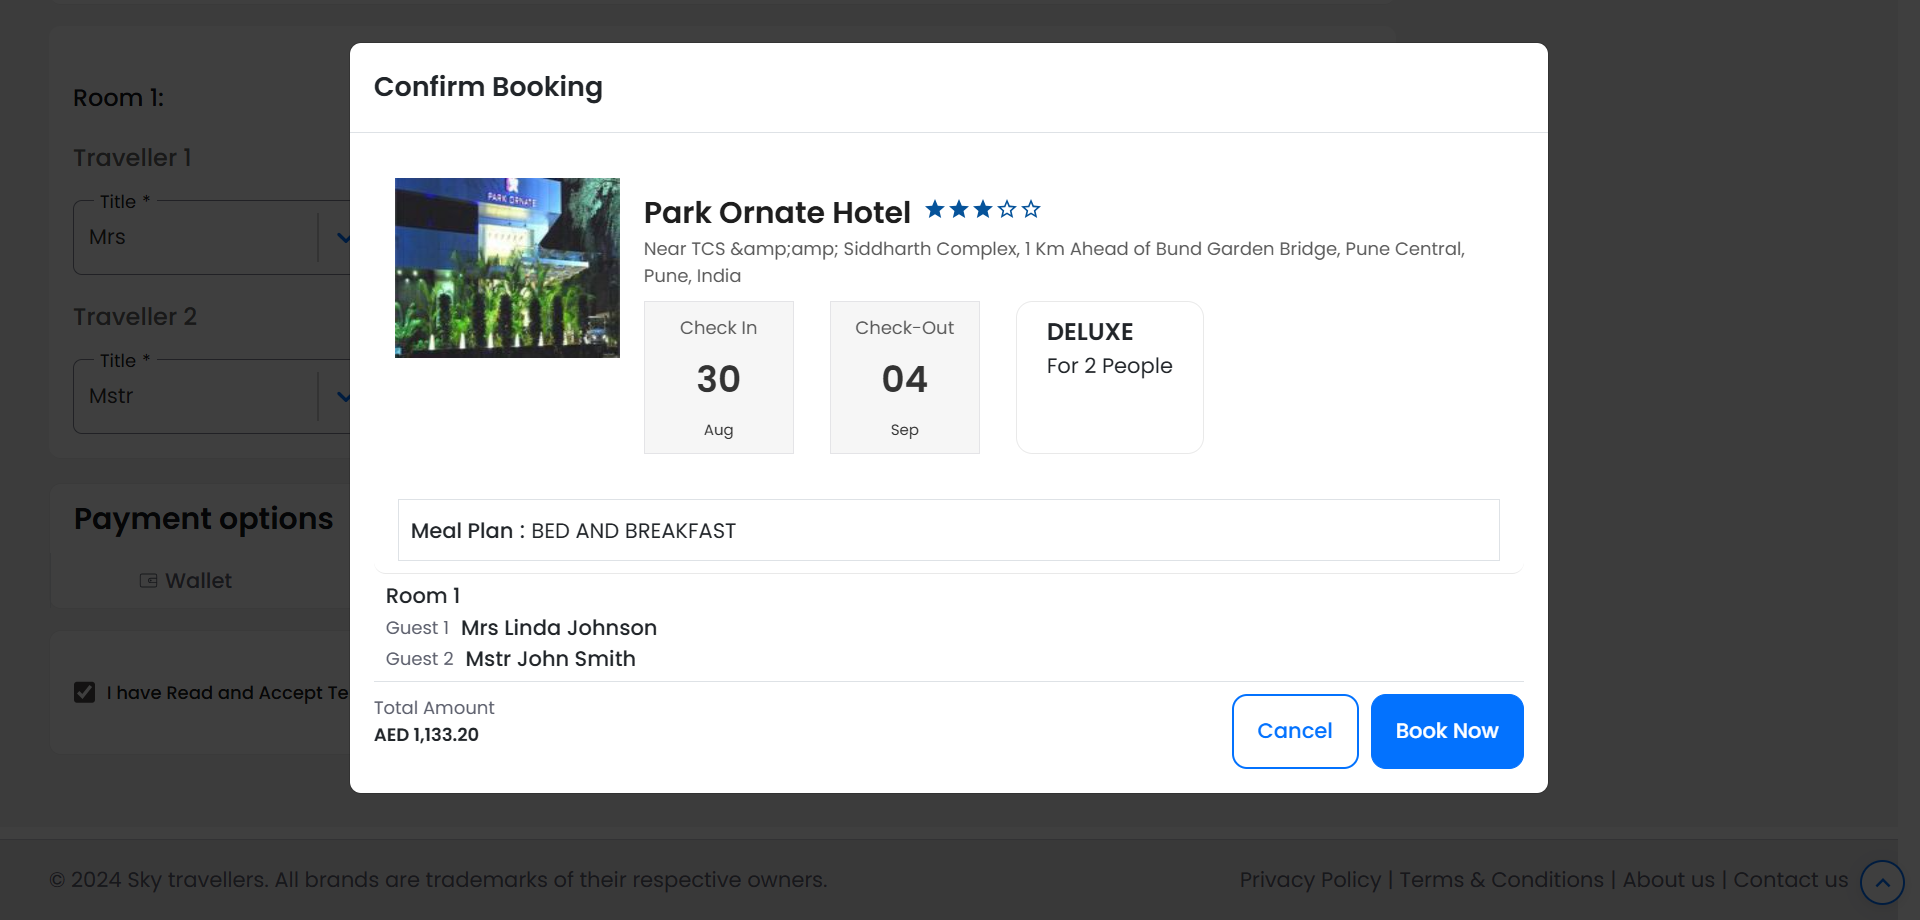 Confirm Booking
Room 1:
Traveller 1
Title *
Mrs
Traveller 2
Title *
Mstr
Payment options
Wallet
I have Read and Accept Te
PARK ORNATE
Park Ornate Hotel
Near TCS &amp;amp; Siddharth Complex, 1 Km Ahead of Bund Garden Bridge, Pune Central,
Pune, India
Check In
30
Aug
Check-Out
04
Sep
DELUXE
For 2 People
Meal Plan : BED AND BREAKFAST
Room 1
Guest 1 Mrs Linda Johnson
Guest 2 Mstr John Smith
Total Amount
AED 1,133.20
Cancel
Book Now
© 2024 Sky travellers. All brands are trademarks of their respective owners.
Privacy Policy | Terms & Conditions | About us | Contact us